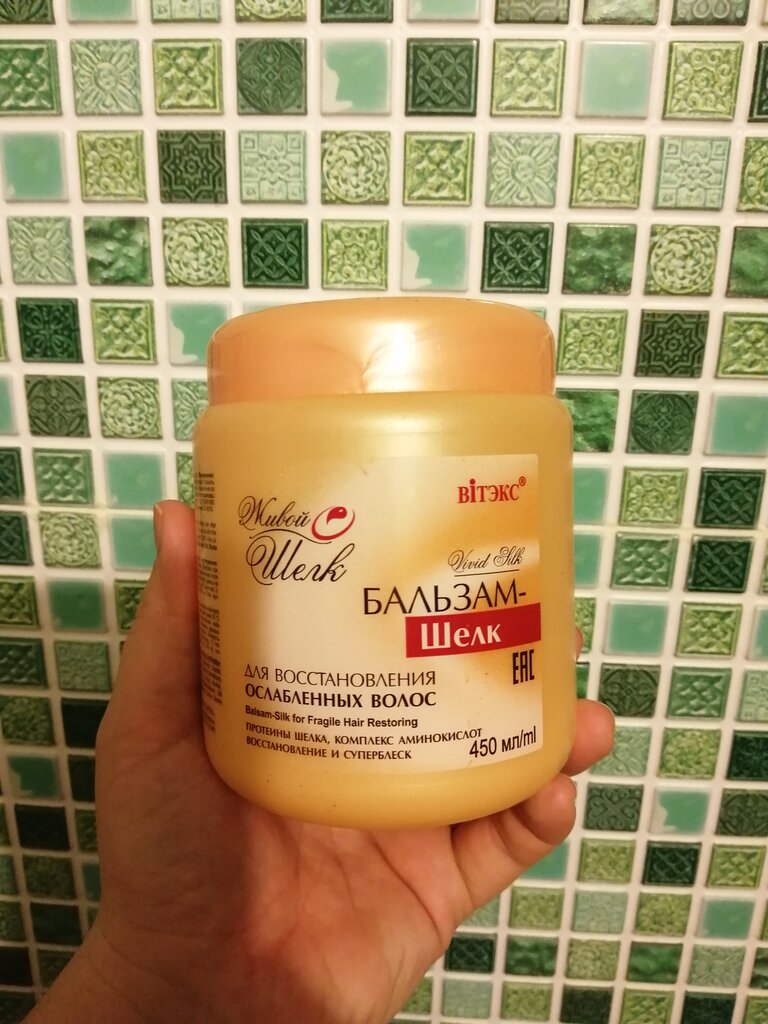 Живой
Шелк
ВіТЭКС®
Vivid Silk
БАЛЬЗАМ-
Шелк
ДЛЯ ВОССТАНОВЛЕНИЯ
ОСЛАБЛЕННЫХ ВОЛОС
EAC
Balsam-Silk for Fragile Hair Restoring
ПРОТЕИНЫ ШЕЛКА, КОМПЛЕКС АМИНОКИСЛОТ
ВОССТАНОВЛЕНИЕ И СУПЕРБЛЕСК
450 мл/ml